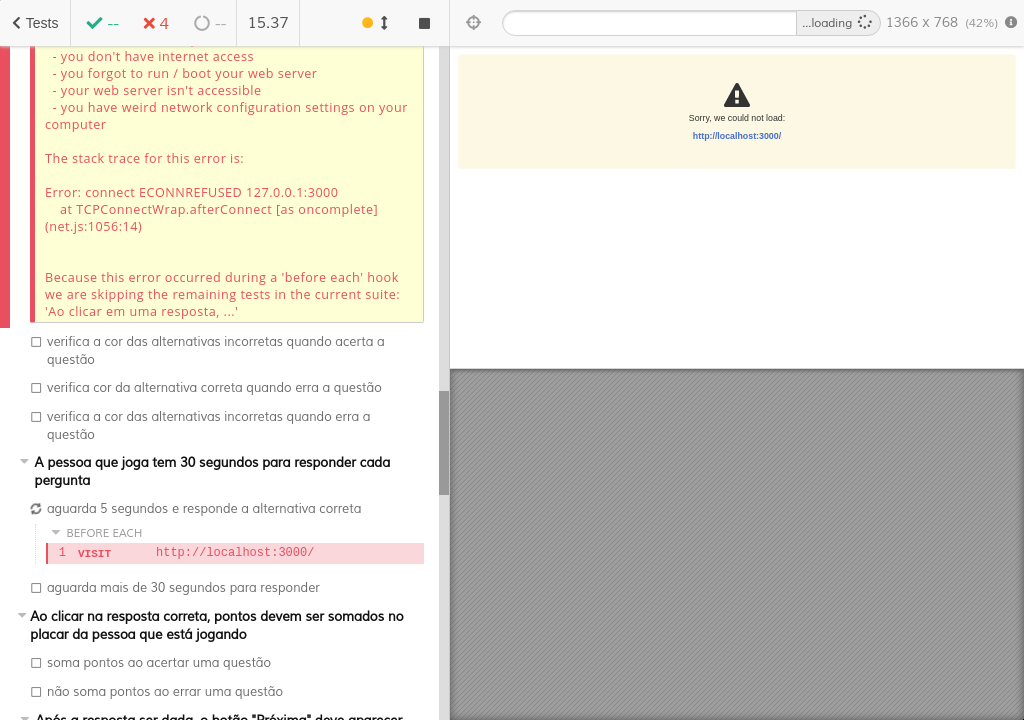 Tests
--
4
--
15.37
...loading
1366 x 768 (42%)
- you don't have internet access
- you forgot to run / boot your web server
- your web server isn't accessible
- you have weird network configuration settings on your
computer
The stack trace for this error is:
Error: connect ECONNREFUSED 127.0.0.1:3000
at TCPConnectWrap.afterConnect [as oncomplete]
(net.js:1056:14)
Because this error occurred during a 'before each' hook
we are skipping the remaining tests in the current suite:
'Ao clicar em uma resposta, ...'
verifica a cor das alternativas incorretas quando acerta a
questão
verifica cor da alternativa correta quando erra a questão
verifica a cor das alternativas incorretas quando erra a
questão
A pessoa que joga tem 30 segundos para responder cada
pergunta
aguarda 5 segundos e responde a alternativa correta
BEFORE EACH
1 VISIT http://localhost:3000/
aguarda mais de 30 segundos para responder
Ao clicar na resposta correta, pontos devem ser somados no
placar da pessoa que está jogando
soma pontos ao acertar uma questão
não soma pontos ao errar uma questão
Após a resposta ser dada, o botão "Próxima" deve aparecer
Sorry, we could not load:
http://localhost:3000/